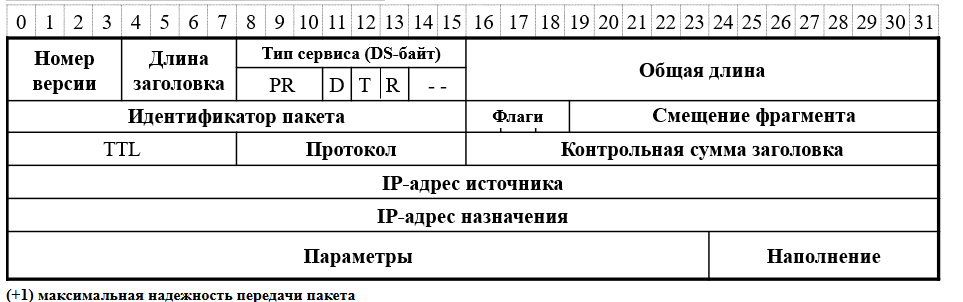 0 1 2 3 4 5 6 7 8 9 10 11 12 13 14 15 16 17 18 19 20 21 22 23 24 25 26 27 28 29 30 31
Номер версии Длина заголовка Тип сервиса (DS-байт) Общая длина
PR D T R - -
Идентификатор пакета Флаги Смещение фрагмента
TTL Протокол Контрольная сумма заголовка
IP-адрес источника
IP-адрес назначения
Параметры Наполнение
(+1) максимальная надежность передачи пакета